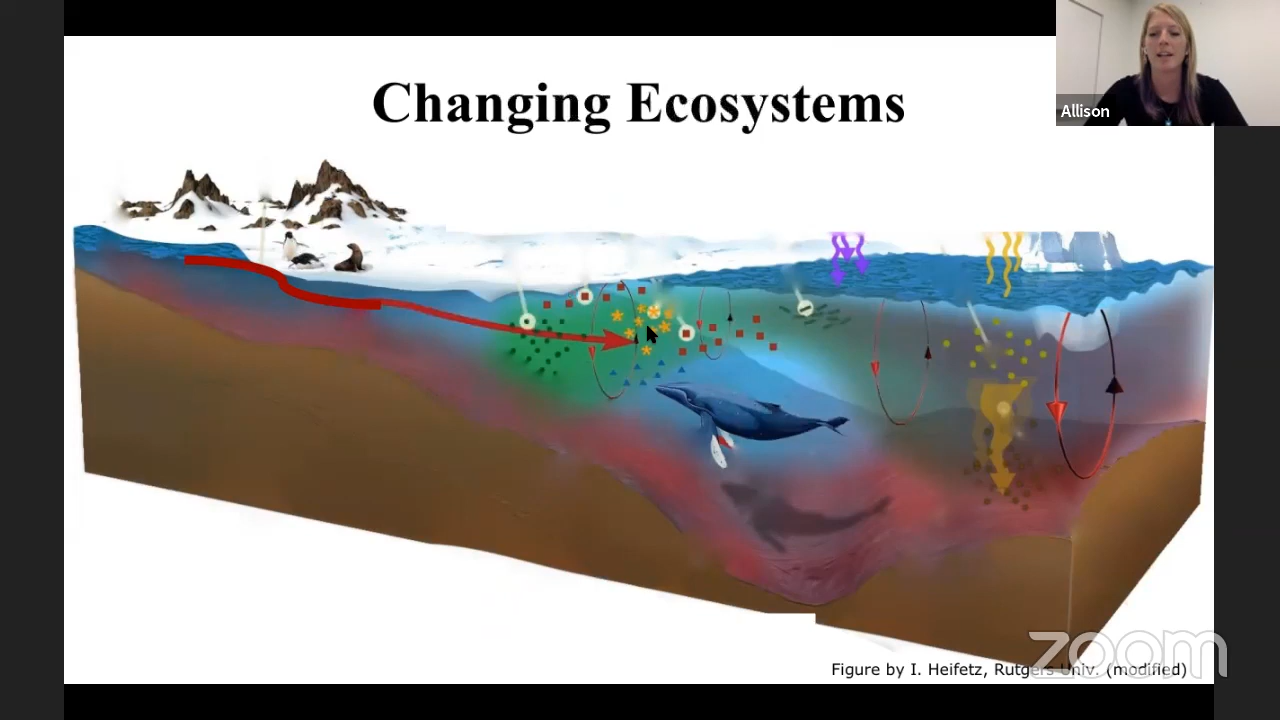 Changing Ecosystems
Allison
zoom
Figure by I. Heifetz, Rutgers Univ. (modified)